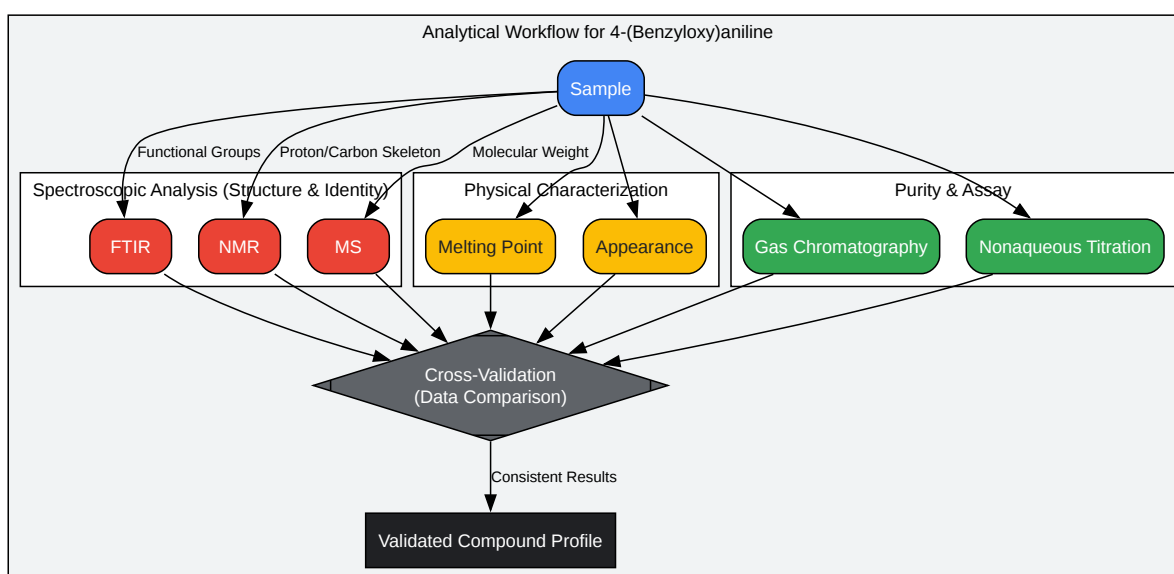 Analytical Workflow for 4-(Benzyloxy)aniline
Sample
Functional Groups
Proton/Carbon Skeleton
Molecular Weight
Spectroscopic Analysis (Structure & Identity)
Physical Characterization
Purity & Assay
FTIR
NMR
MS
Melting Point
Appearance
Gas Chromatography
Nonaqueous Titration
Cross-Validation
(Data Comparison)
Consistent Results
Validated Compound Profile